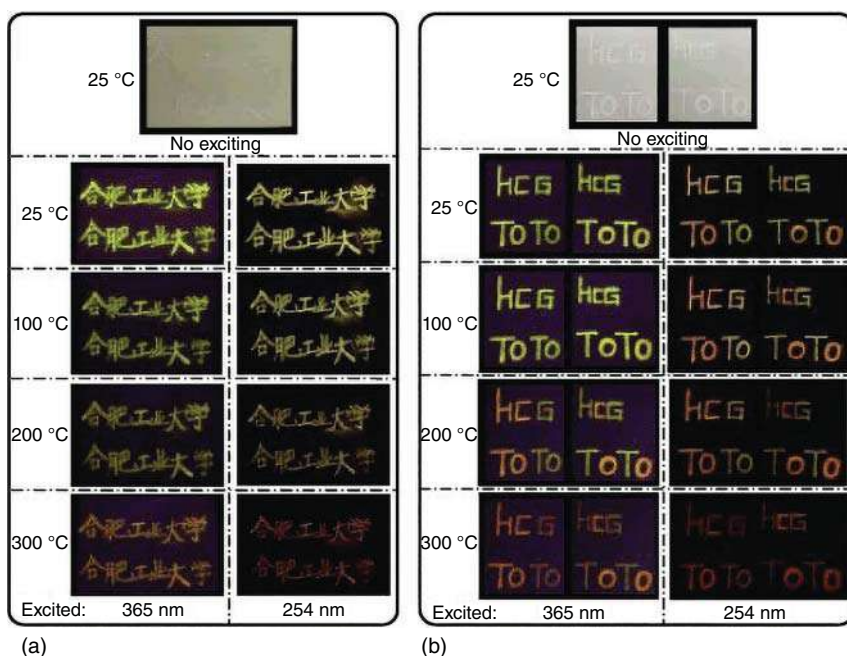 25 °C
No exciting
25 °C
合肥工业大学 合肥工业大学
合肥工业大学 合肥工业大学
100 °C
合肥工业大学 合肥工业大学
合肥工业大学 合肥工业大学
200 °C
合肥工业大学 合肥工业大学
合肥工业大学 合肥工业大学
300 °C
合肥工业大学 合肥工业大学
合肥工业大学 合肥工业大学
Excited: 365 nm 254 nm
(a)
25 °C
HCG HCG
TOTO TOTO
No exciting
25 °C
HCG HCG HCG HCG
TOTO TOTO TOTO TOTO
100 °C
HCG HCG HCG HCG
TOTO TOTO TOTO TOTO
200 °C
HCG HCG HCG HCG
TOTO TOTO TOTO TOTO
300 °C
HCG HCG HCG HCG
TOTO TOTO TOTO TOTO
Excited: 365 nm 254 nm
(b)